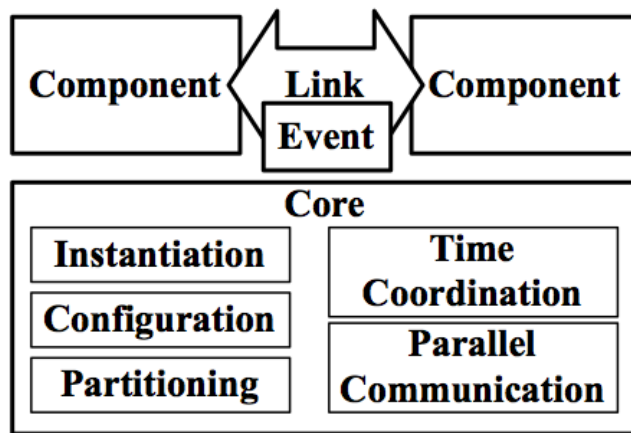 Component
Link
Component
Event
Core
Instantiation
Configuration
Partitioning
Time
Coordination
Parallel
Communication